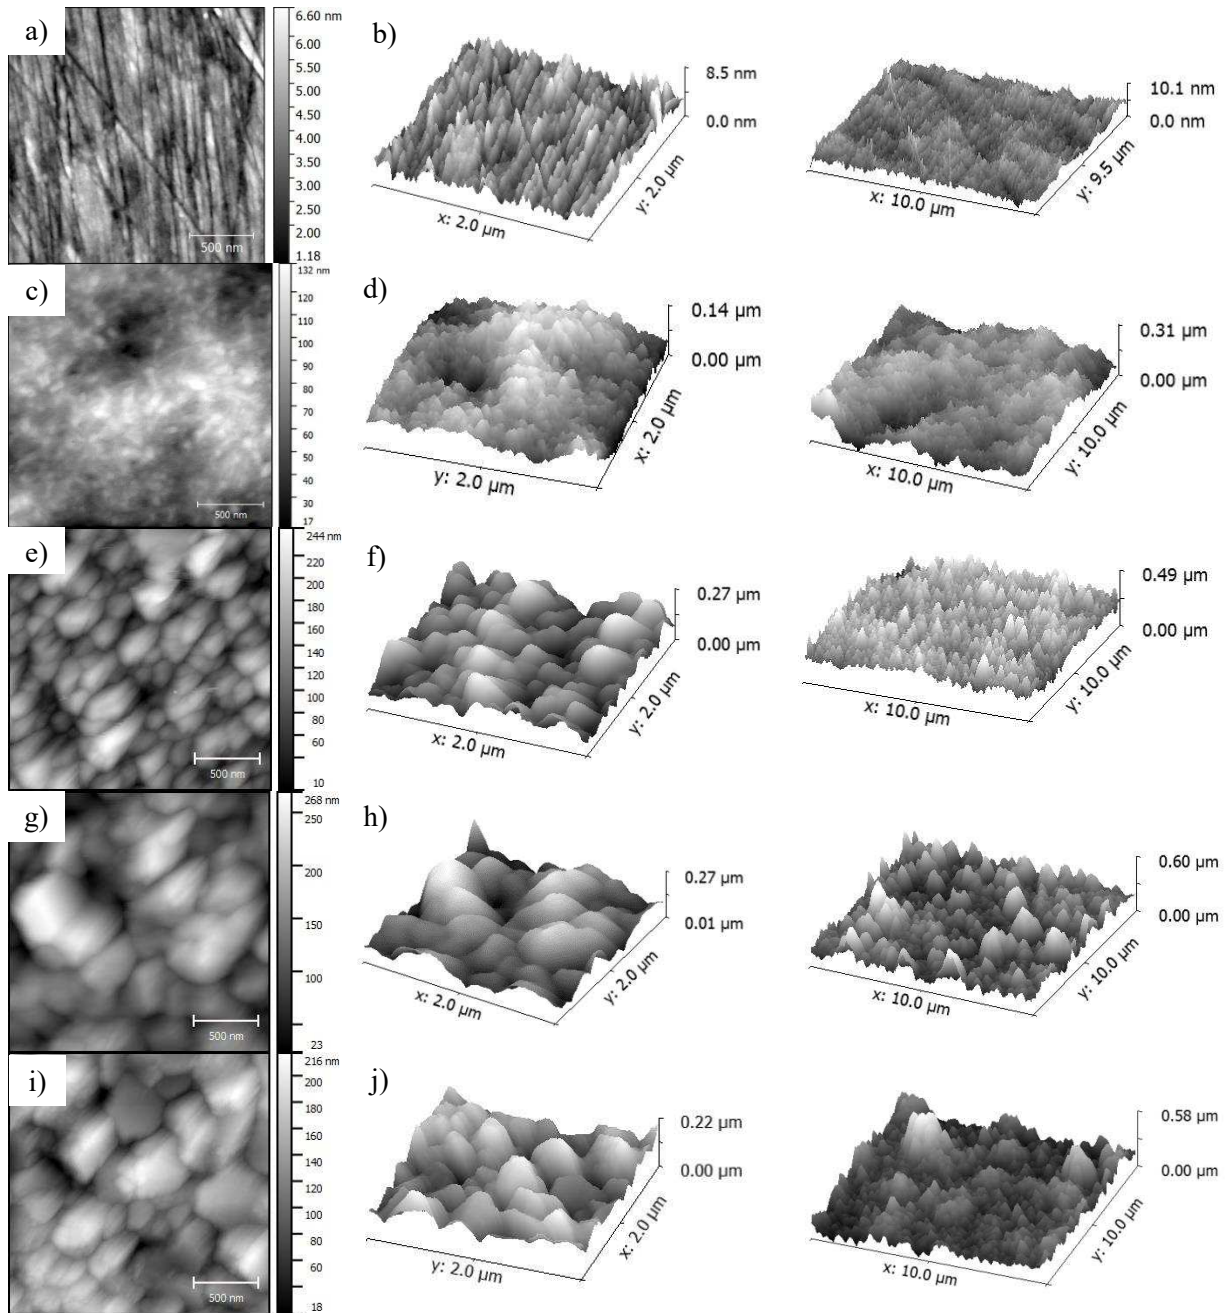 a)
6.60 nm
6.00
5.50
5.00
4.50
4.00
3.50
3.00
2.50
2.00
1.18
500 nm
b)
8.5 nm
0.0 nm
y: 2.0 µm
x: 2.0 µm
10.1 nm
0.0 nm
y: 9.5 µm
x: 10.0 µm
c)
132 nm
120
110
100
90
80
70
60
50
40
30
17
500 nm
d)
0.14 µm
0.00 µm
x: 2.0 µm
y: 2.0 µm
0.31 µm
0.00 µm
y: 10.0 µm
x: 10.0 µm
e)
244 nm
220
200
180
160
140
120
100
80
60
10
500 nm
f)
0.27 µm
0.00 µm
y: 2.0 µm
x: 2.0 µm
0.49 µm
0.00 µm
y: 10.0 µm
x: 10.0 µm
g)
268 nm
250
200
150
100
23
500 nm
h)
0.27 µm
0.01 µm
y: 2.0 µm
x: 2.0 µm
0.60 µm
0.00 µm
y: 10.0 µm
x: 10.0 µm
i)
216 nm
200
180
160
140
120
100
80
60
18
500 nm
j)
0.22 µm
0.00 µm
x: 2.0 µm
y: 2.0 µm
0.58 µm
0.00 µm
y: 10.0 µm
x: 10.0 µm